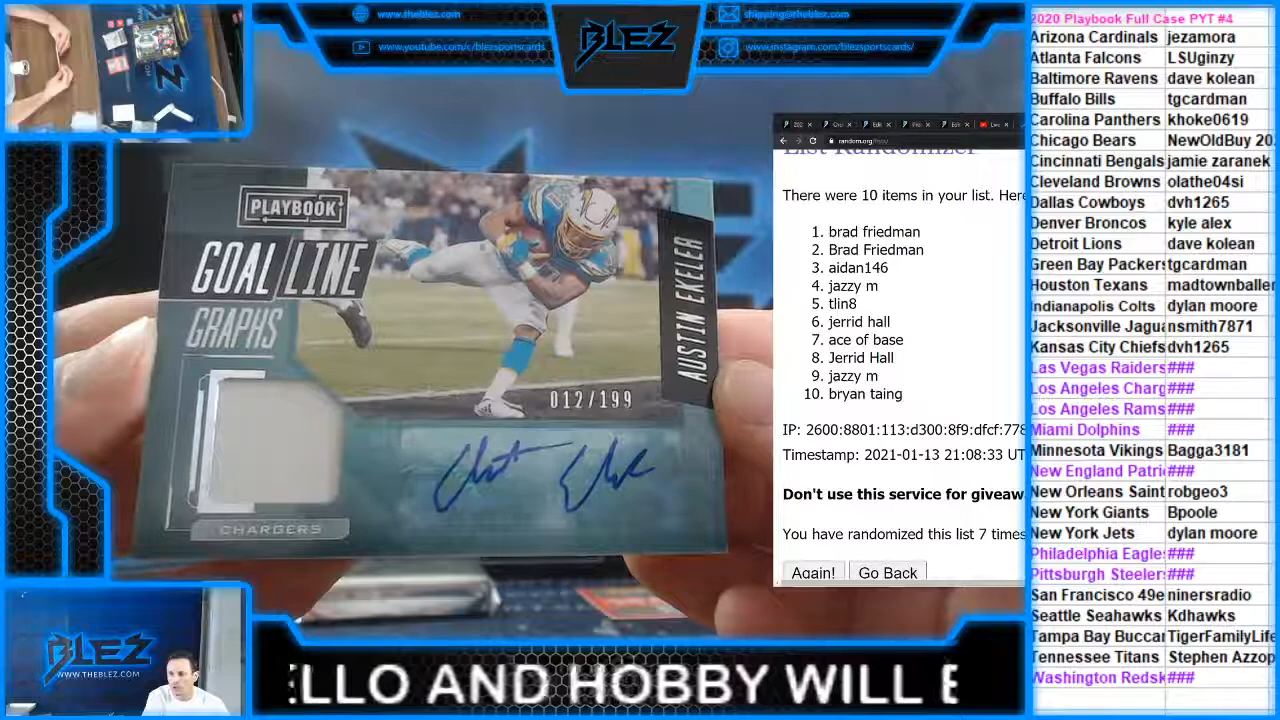 www.theblez.com
www.youtube.com/c/blezsportscards
BLEZ
shipping@theblez.com
www.instagram.com/blezsportscards/
PLAYBOOK
GOAL LINE
GRAPHS
AUSTIN EKELER
012/199
CHARGERS
random.org
List Randomizer
There were 10 items in your list. Here
1. brad friedman
2. Brad Friedman
3. aidan146
4. jazzy m
5. tlin8
6. jerrid hall
7. ace of base
8. Jerrid Hall
9. jazzy m
10. bryan taing
IP: 2600:8801:113:d300:8f9:dfcf:778
Timestamp: 2021-01-13 21:08:33 UT
Don't use this service for giveaw
You have randomized this list 7 times
Again! Go Back
2020 Playbook Full Case PYT #4
Arizona Cardinals jezamora
Atlanta Falcons LSUginzy
Baltimore Ravens dave kolean
Buffalo Bills tgcardman
Carolina Panthers khoke0619
Chicago Bears NewOldBuy 20
Cincinnati Bengals jamie zaranek
Cleveland Browns olathe04si
Dallas Cowboys dvh1265
Denver Broncos kyle alex
Detroit Lions dave kolean
Green Bay Packers tgcardman
Houston Texans madtownballer
Indianapolis Colts dylan moore
Jacksonville Jagua nsmith7871
Kansas City Chiefs dvh1265
Las Vegas Raiders ###
Los Angeles Charg ###
Los Angeles Rams ###
Miami Dolphins ###
Minnesota Vikings Bagga3181
New England Patri ###
New Orleans Saint robgeo3
New York Giants Bpoole
New York Jets dylan moore
Philadelphia Eagle ###
Pittsburgh Steeler ###
San Francisco 49e ninersradio
Seattle Seahawks Kdhawks
Tampa Bay Buccar TigerFamilyLife
Tennessee Titans Stephen Azzop
Washington Redsk ###
BLEZ
WWW.THEBLEZ.COM
ELLO AND HOBBY WILL B